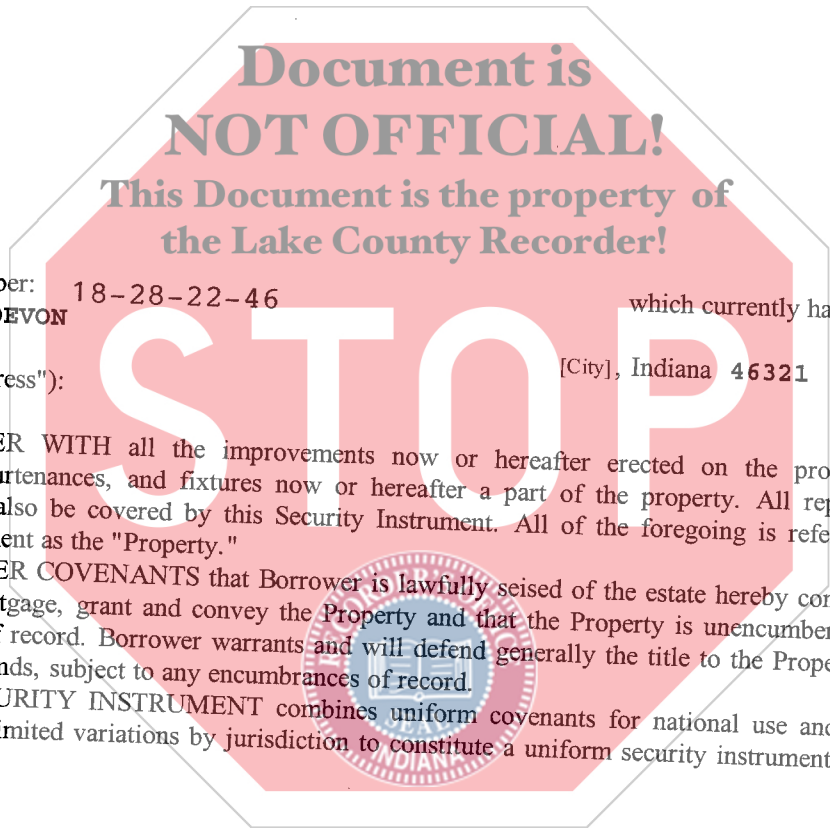 Document is
NOT OFFICIAL!
This Document is the property of
the Lake County Recorder!
STOP
ber: 18-28-22-46 which currently ha
DEVON
[City], Indiana 46321
ress"):
ER WITH all the improvements now or hereafter erected on the pro
urtenances, and fixtures now or hereafter a part of the property. All rep
also be covered by this Security Instrument. All of the foregoing is refe
ent as the "Property."
ER COVENANTS that Borrower is lawfully seised of the estate hereby con
tgage, grant and convey the Property and that the Property is unencumber
f record. Borrower warrants and will defend generally the title to the Prope
nds, subject to any encumbrances of record.
URITY INSTRUMENT combines uniform covenants for national use and
imited variations by jurisdiction to constitute a uniform security instrument
SEAL
INDIANA